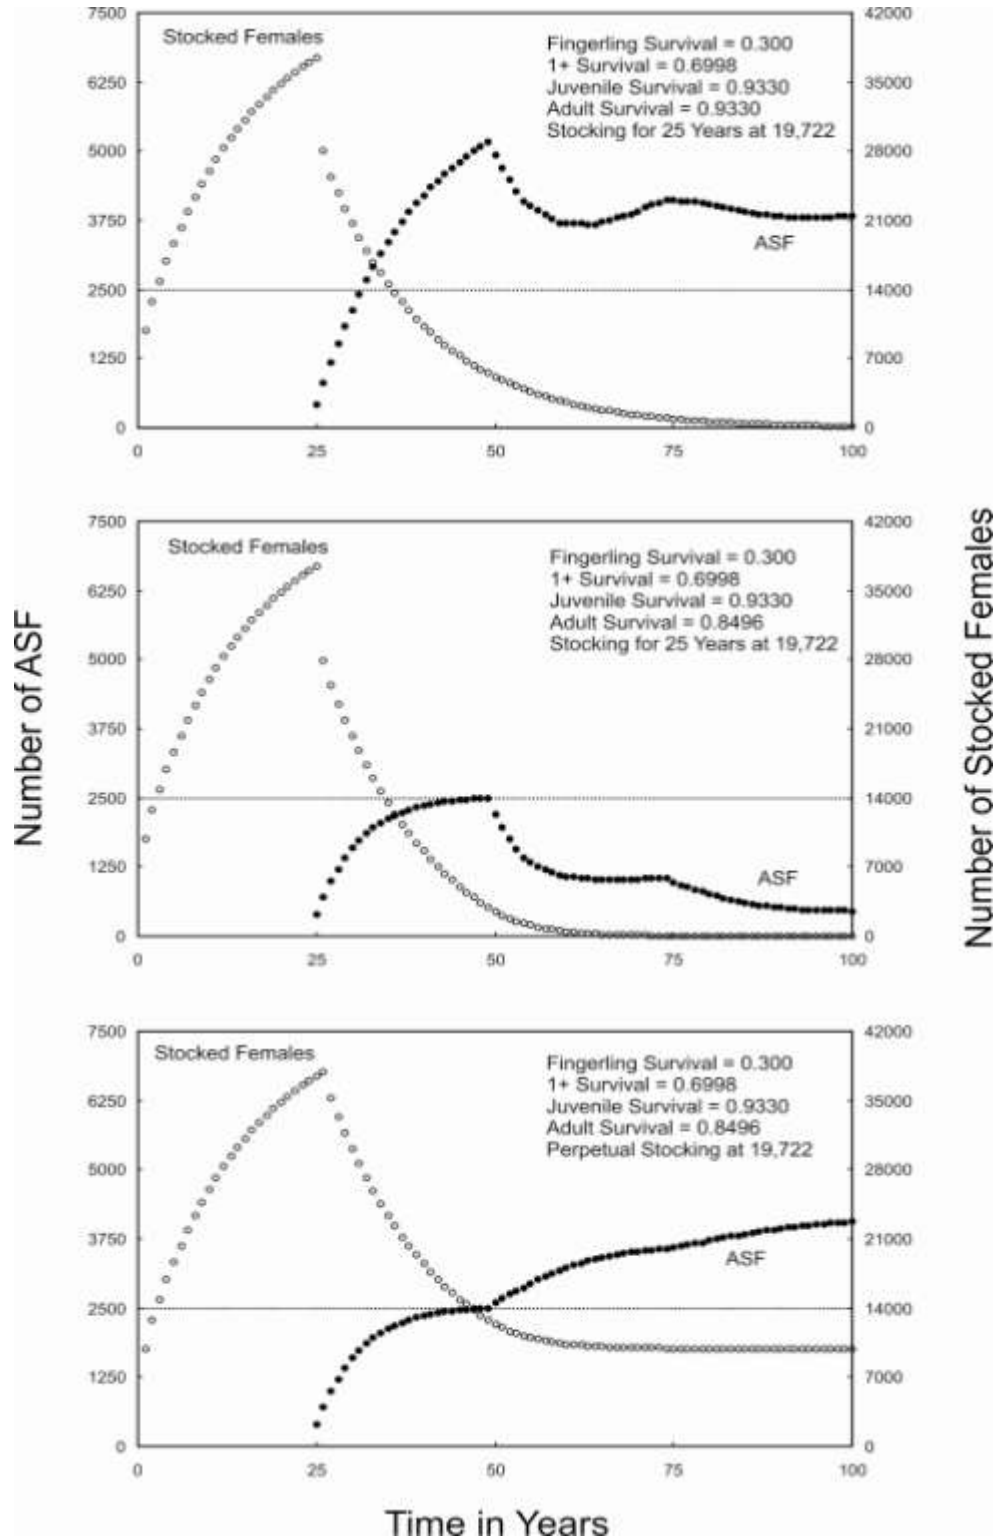 7500 42000
Stocked Females
Fingerling Survival = 0.300
6250 1+ Survival = 0.6998 35000
Juvenile Survival = 0.9330
Adult Survival = 0.9330
5000 Stocking for 25 Years at 19,722 28000
3750 21000
ASF
2500 14000
1250 7000
0 0
0 25 50 75 100
7500 42000
Stocked Females
Fingerling Survival = 0.300
1+ Survival = 0.6998
6250 35000
Juvenile Survival = 0.9330
Adult Survival = 0.8496
Stocking for 25 Years at 19,722
5000 28000
3750 21000
2500 14000
1250 7000
ASF
0 0
0 25 50 75 100
Number of ASF
Number of Stocked Females
7500 42000
Stocked Females
Fingerling Survival = 0.300
1+ Survival = 0.6998
6250 35000
Juvenile Survival = 0.9330
Adult Survival = 0.8496
Perpetual Stocking at 19,722
5000 28000
3750 21000
ASF
2500 14000
1250 7000
0 0
0 25 50 75 100
Time in Years